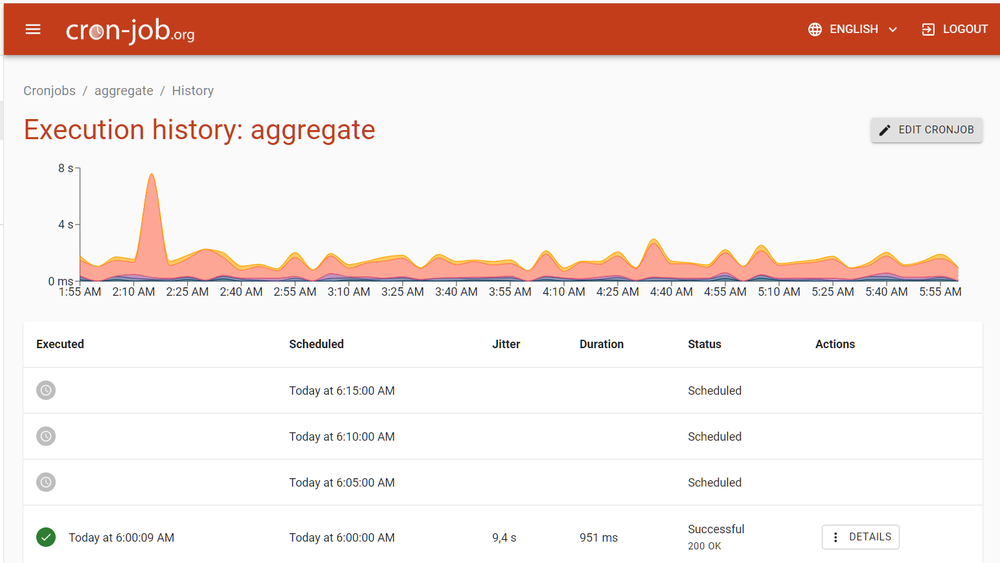 cron-job.org
ENGLISH
LOGOUT
Cronjobs / aggregate / History
Execution history: aggregate
EDIT CRONJOB
8 s
4 s
0 ms
1:55 AM 2:10 AM 2:25 AM 2:40 AM 2:55 AM 3:10 AM 3:25 AM 3:40 AM 3:55 AM 4:10 AM 4:25 AM 4:40 AM 4:55 AM 5:10 AM 5:25 AM 5:40 AM 5:55 AM
Executed Scheduled Jitter Duration Status Actions
Today at 6:15:00 AM Scheduled
Today at 6:10:00 AM Scheduled
Today at 6:05:00 AM Scheduled
Today at 6:00:09 AM Today at 6:00:00 AM 9,4 s 951 ms Successful
200 OK
DETAILS